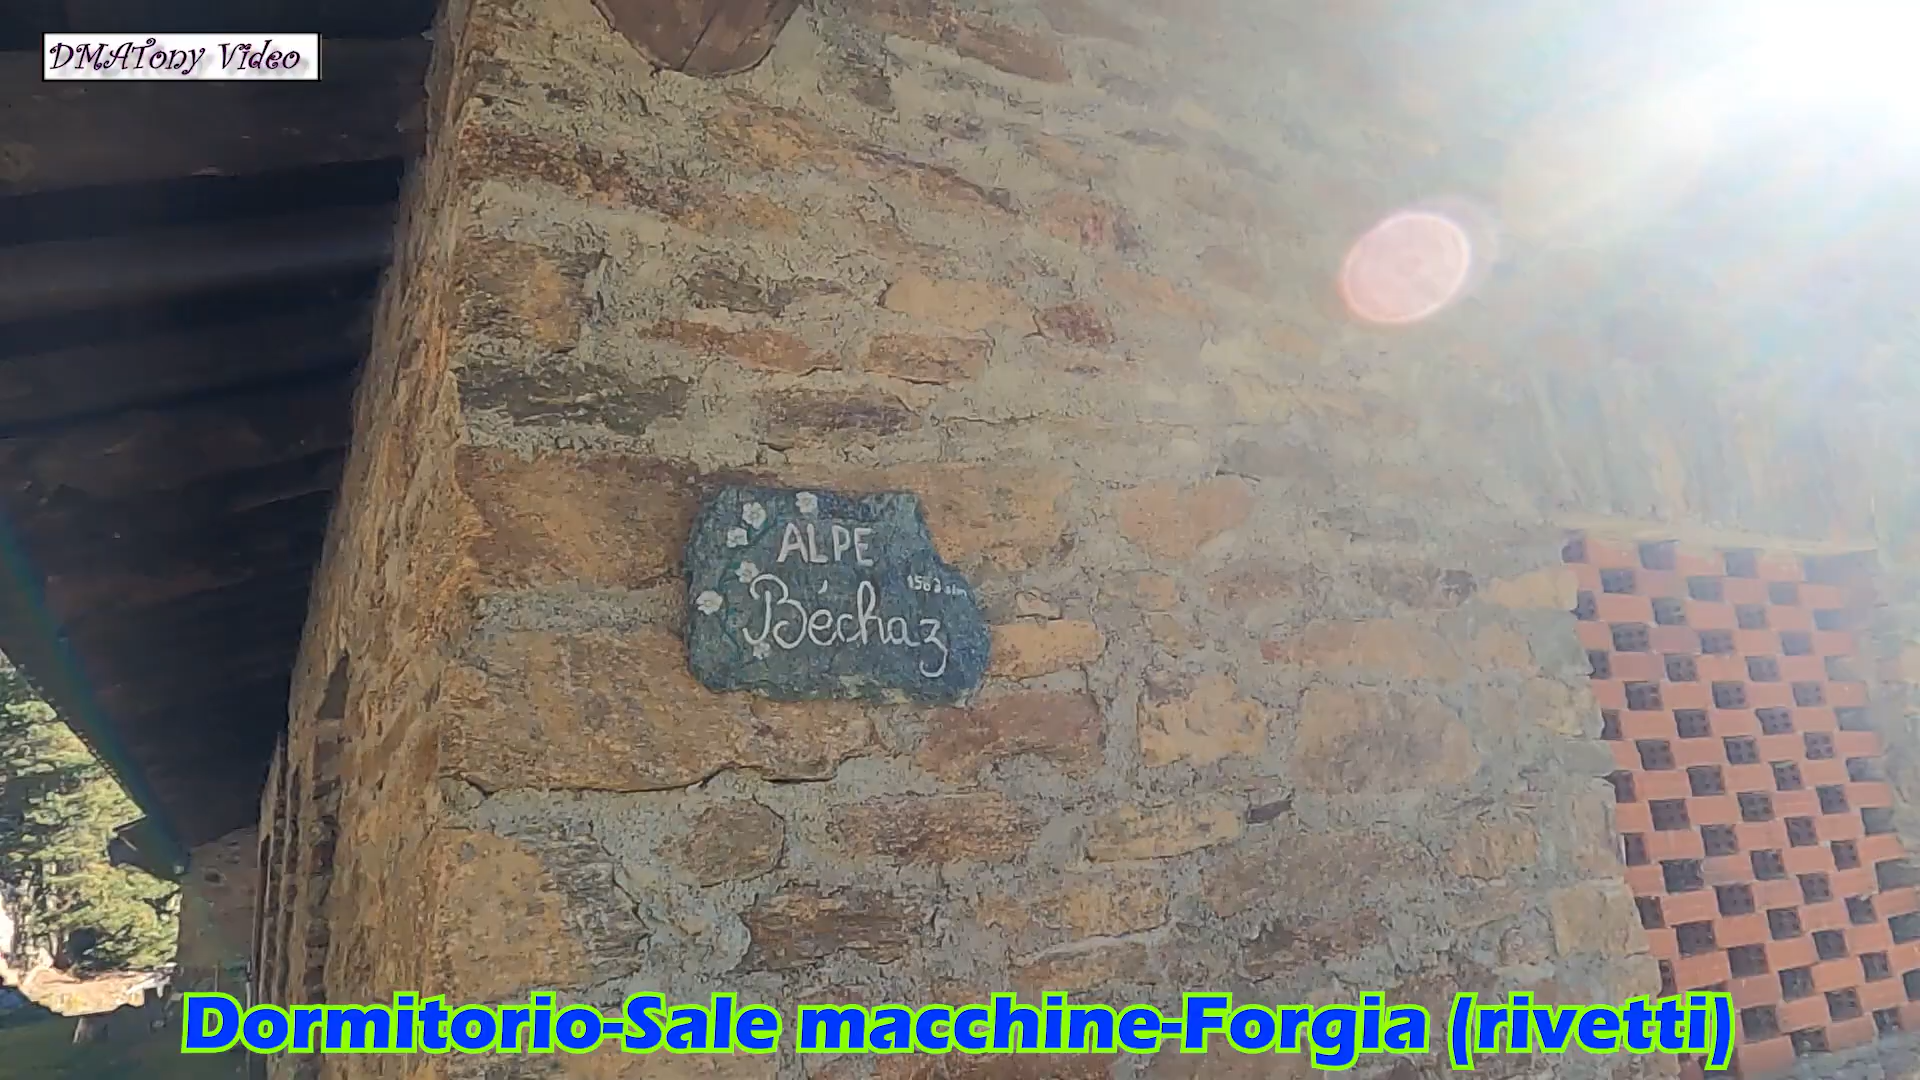 DMATony Video
ALPE
Béchaz
Dormitorio-Sale macchine-Forgia (rivetti)